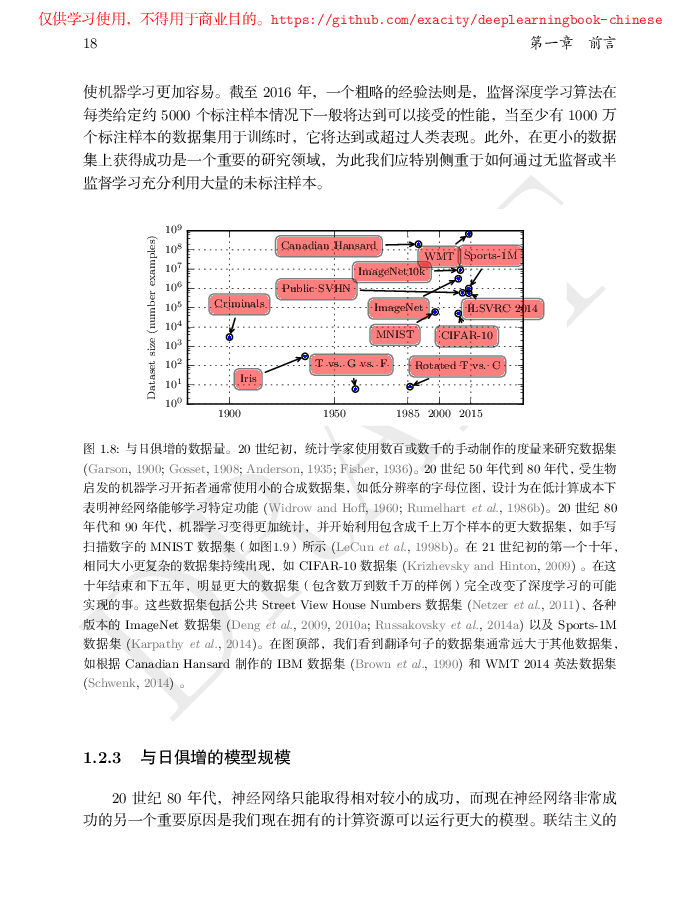 仅供学习使用，不得用于商业目的。https://github.com/exacity/deeplearningbook-chinese
18 第一章 前言
使机器学习更加容易。截至 2016 年，一个粗略的经验法则是，监督深度学习算法在
每类给定约 5000 个标注样本情况下一般将达到可以接受的性能，当至少有 1000 万
个标注样本的数据集用于训练时，它将达到或超过人类表现。此外，在更小的数据
集上获得成功是一个重要的研究领域，为此我们应特别侧重于如何通过无监督或半
监督学习充分利用大量的未标注样本。
Dataset size (number examples)
10^9
10^8
10^7
10^6
10^5
10^4
10^3
10^2
10^1
10^0
Canadian Hansard
WMT
Sports-1M
ImageNet10k
Public SVHN
Criminals
ImageNet
ILSVRC 2014
MNIST
CIFAR-10
T vs. G vs. F
Rotated T vs. C
Iris
1900 1950 1985 2000 2015
图 1.8: 与日俱增的数据量。20 世纪初，统计学家使用数百或数千的手动制作的度量来研究数据集
(Garson, 1900; Gosset, 1908; Anderson, 1935; Fisher, 1936)。20 世纪 50 年代到 80 年代，受生物
启发的机器学习开拓者通常使用小的合成数据集，如低分辨率的字母位图，设计为在低计算成本下
表明神经网络能够学习特定功能 (Widrow and Hoff, 1960; Rumelhart et al., 1986b)。20 世纪 80
年代和 90 年代，机器学习变得更加统计，并开始利用包含成千上万个样本的更大数据集，如手写
扫描数字的 MNIST 数据集（如图1.9）所示 (LeCun et al., 1998b)。在 21 世纪初的第一个十年，
相同大小更复杂的数据集持续出现，如 CIFAR-10 数据集 (Krizhevsky and Hinton, 2009) 。在这
十年结束和下五年，明显更大的数据集（包含数万到数千万的样例）完全改变了深度学习的可能
实现的事。这些数据集包括公共 Street View House Numbers 数据集 (Netzer et al., 2011)、各种
版本的 ImageNet 数据集 (Deng et al., 2009, 2010a; Russakovsky et al., 2014a) 以及 Sports-1M
数据集 (Karpathy et al., 2014)。在图顶部，我们看到翻译句子的数据集通常远大于其他数据集，
如根据 Canadian Hansard 制作的 IBM 数据集 (Brown et al., 1990) 和 WMT 2014 英法数据集
(Schwenk, 2014) 。
1.2.3 与日俱增的模型规模
20 世纪 80 年代，神经网络只能取得相对较小的成功，而现在神经网络非常成
功的另一个重要原因是我们现在拥有的计算资源可以运行更大的模型。联结主义的
DRAFT